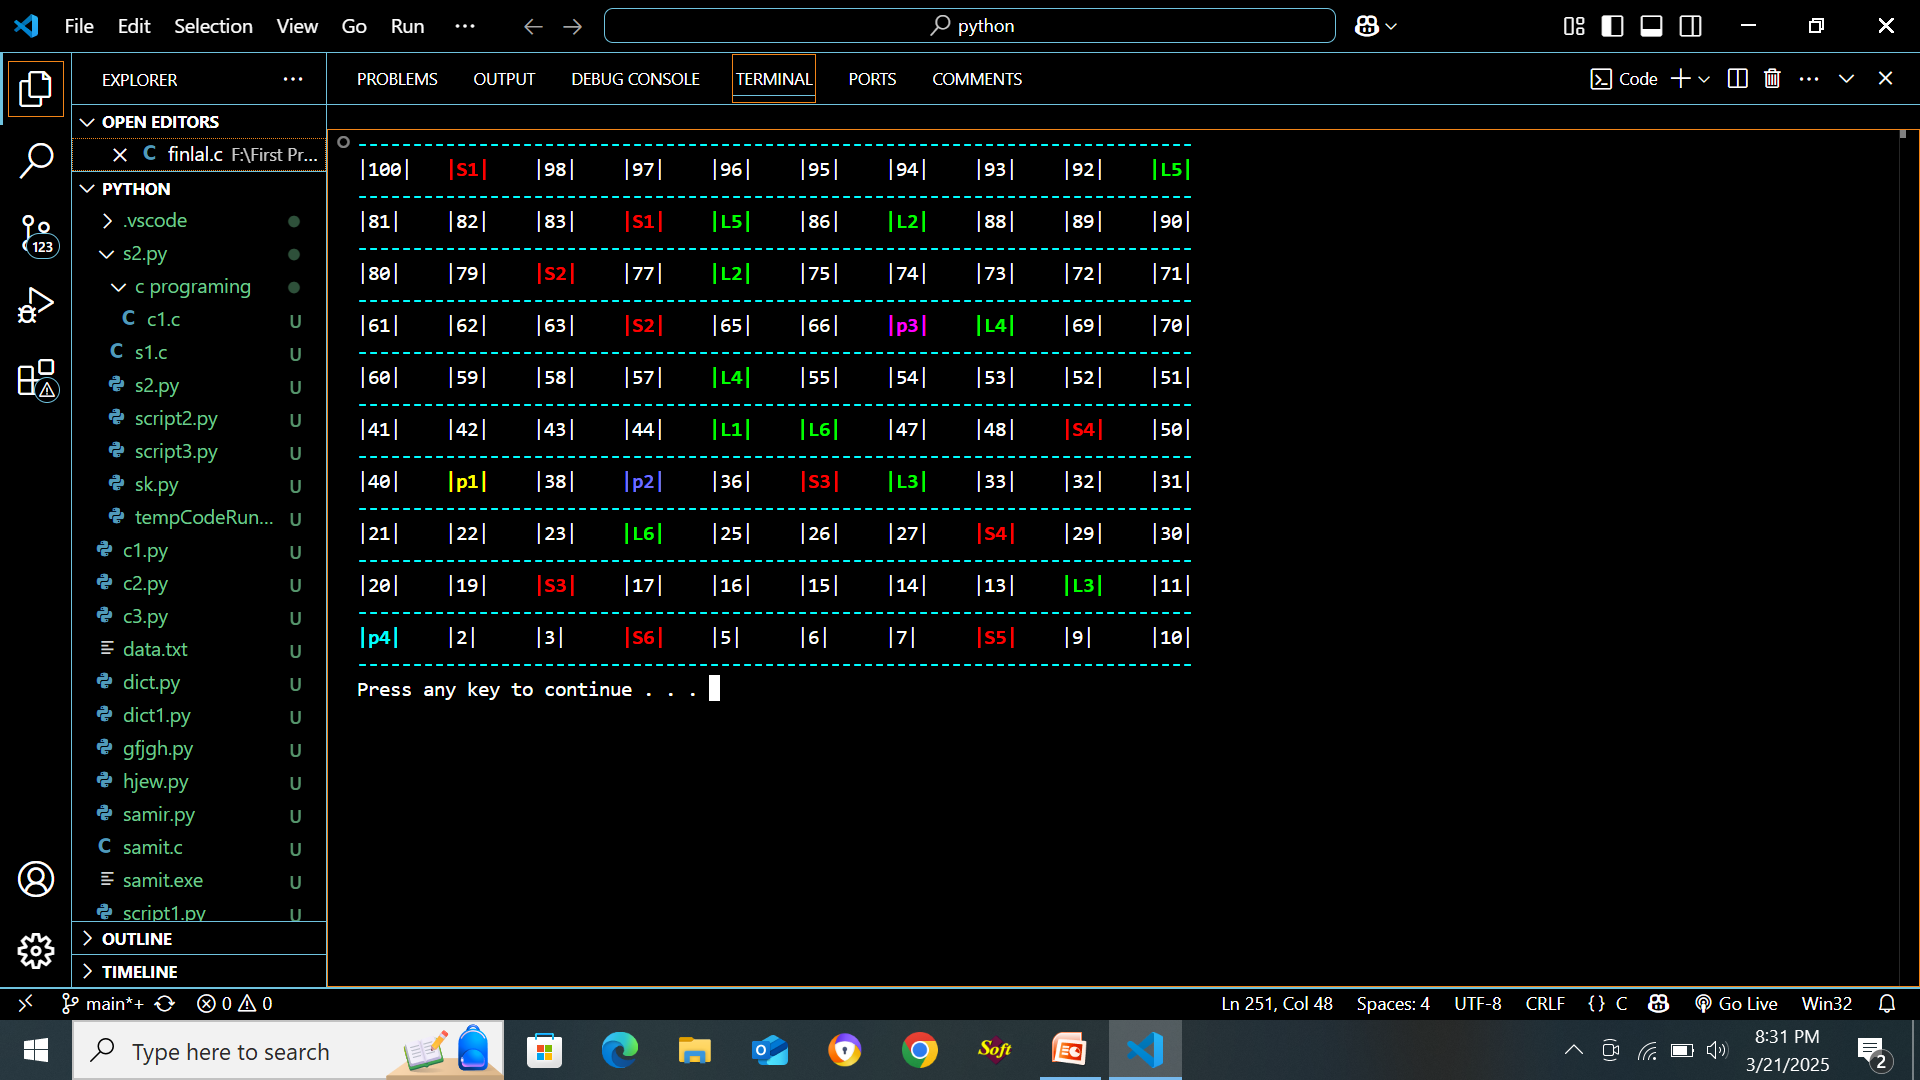 File Edit Selection View Go Run ··· python
EXPLORER ··· PROBLEMS OUTPUT DEBUG CONSOLE TERMINAL PORTS COMMENTS Code ···
OPEN EDITORS
finlal.c F:\First Pr...
PYTHON
.vscode
s2.py
c programing
c1.c U
s1.c U
s2.py U
script2.py U
script3.py U
sk.py U
tempCodeRun... U
c1.py U
c2.py U
c3.py U
data.txt U
dict.py U
dict1.py U
gfjgh.py U
hjew.py U
samir.py U
samit.c U
samit.exe U
script1.py U
OUTLINE
TIMELINE
123
---------------------------------------------------------------------------
|100| |S1| |98| |97| |96| |95| |94| |93| |92| |L5|
---------------------------------------------------------------------------
|81| |82| |83| |S1| |L5| |86| |L2| |88| |89| |90|
---------------------------------------------------------------------------
|80| |79| |S2| |77| |L2| |75| |74| |73| |72| |71|
---------------------------------------------------------------------------
|61| |62| |63| |S2| |65| |66| |p3| |L4| |69| |70|
---------------------------------------------------------------------------
|60| |59| |58| |57| |L4| |55| |54| |53| |52| |51|
---------------------------------------------------------------------------
|41| |42| |43| |44| |L1| |L6| |47| |48| |S4| |50|
---------------------------------------------------------------------------
|40| |p1| |38| |p2| |36| |S3| |L3| |33| |32| |31|
---------------------------------------------------------------------------
|21| |22| |23| |L6| |25| |26| |27| |S4| |29| |30|
---------------------------------------------------------------------------
|20| |19| |S3| |17| |16| |15| |14| |13| |L3| |11|
---------------------------------------------------------------------------
|p4| |2| |3| |S6| |5| |6| |7| |S5| |9| |10|
---------------------------------------------------------------------------
Press any key to continue . . .
main*+ 0 0 Ln 251, Col 48 Spaces: 4 UTF-8 CRLF {} C Go Live Win32
Type here to search Soft 8:31 PM
3/21/2025 2